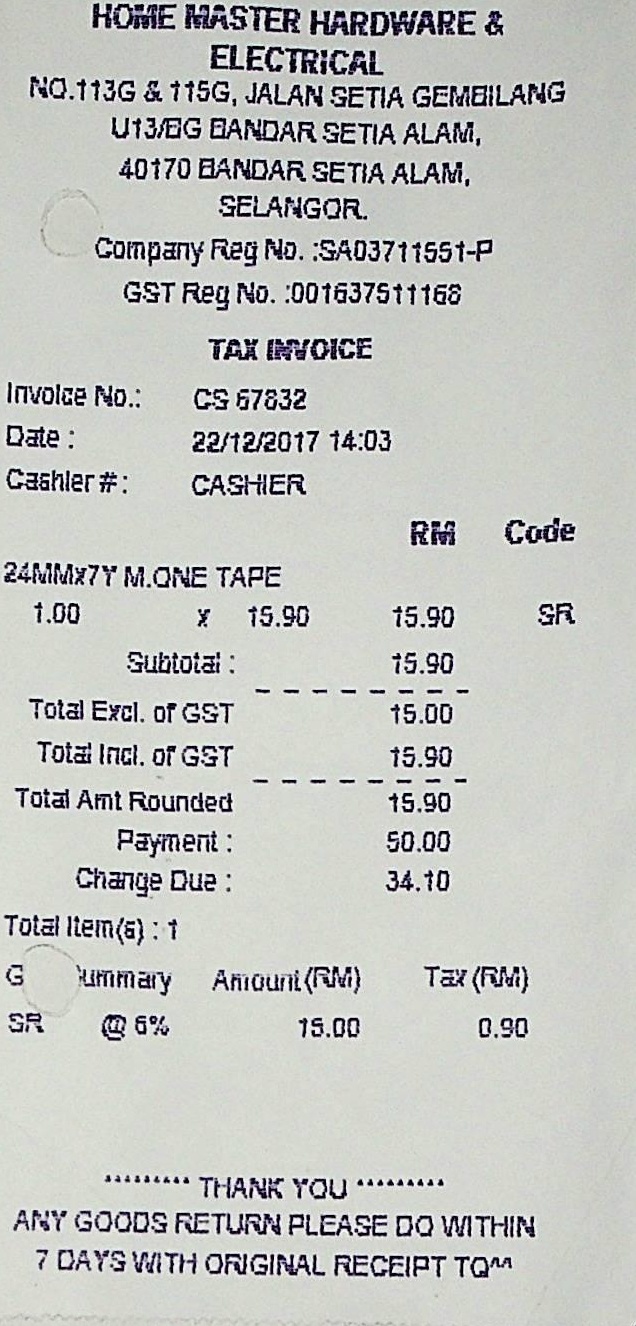 HOME MASTER HARDWARE &
ELECTRICAL
NO.113G & 115G, JALAN SETIA GEMBILANG
U13/BG BANDAR SETIA ALAM,
40170 BANDAR SETIA ALAM,
SELANGOR.
Company Reg No. :SA03711551-P
GST Reg No. :001637511168
TAX INVOICE
Invoice No.: CS 67832
Date : 22/12/2017 14:03
Cashier #: CASHIER
RM Code
24MMx7Y M.ONE TAPE
1.00 x 15.90 15.90 SR
Subtotal : 15.90
Total Excl. of GST 15.00
Total Incl. of GST 15.90
Total Amt Rounded 15.90
Payment : 50.00
Change Due : 34.10
Total Item(s) : 1
G ummary Amount (RM) Tax (RM)
SR @ 6% 15.00 0.90
********* THANK YOU *********
ANY GOODS RETURN PLEASE DO WITHIN
7 DAYS WITH ORIGINAL RECEIPT TQ^^